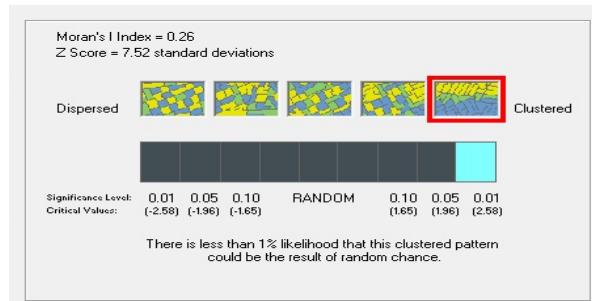 Moran's I Index = 0.26
Z Score = 7.52 standard deviations
Dispersed
Clustered
Significance Level: 0.01 0.05 0.10 RANDOM 0.10 0.05 0.01
Critical Values: (-2.58) (-1.96) (-1.65) (1.65) (1.96) (2.58)
There is less than 1% likelihood that this clustered pattern
could be the result of random chance.